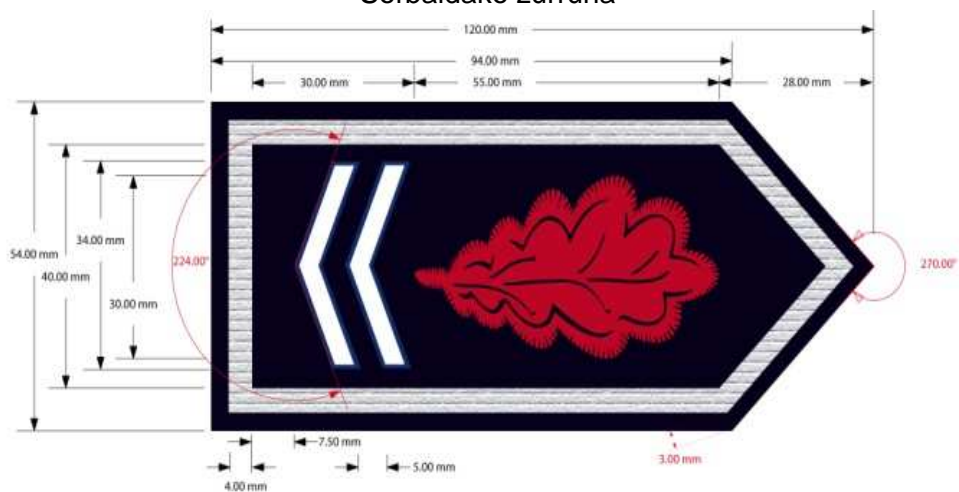 Sorbaldako zurruna
120.00 mm
94.00 mm
30.00 mm
55.00 mm
28.00 mm
34.00 mm
54.00 mm
224.00°
270.00°
40.00 mm
30.00 mm
7.50 mm
3.00 mm
5.00 mm
4.00 mm